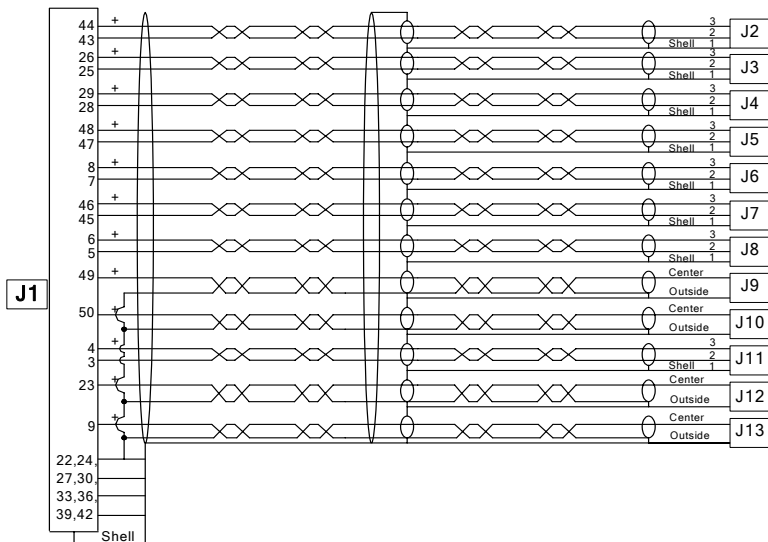 44 + 3
43 2 J2
Shell 1
26 + 3
25 2 J3
Shell 1
29 + 3
28 2 J4
Shell 1
48 + 3
47 2 J5
Shell 1
8 + 3
7 2 J6
Shell 1
46 + 3
45 2 J7
Shell 1
6 + 3
5 2 J8
Shell 1
49 + Center
J9
Outside
J1
50 + Center
J10
Outside
4 + 3
3 2 J11
Shell 1
23 + Center
J12
Outside
9 + Center
J13
Outside
22,24,
27,30,
33,36,
39,42
Shell